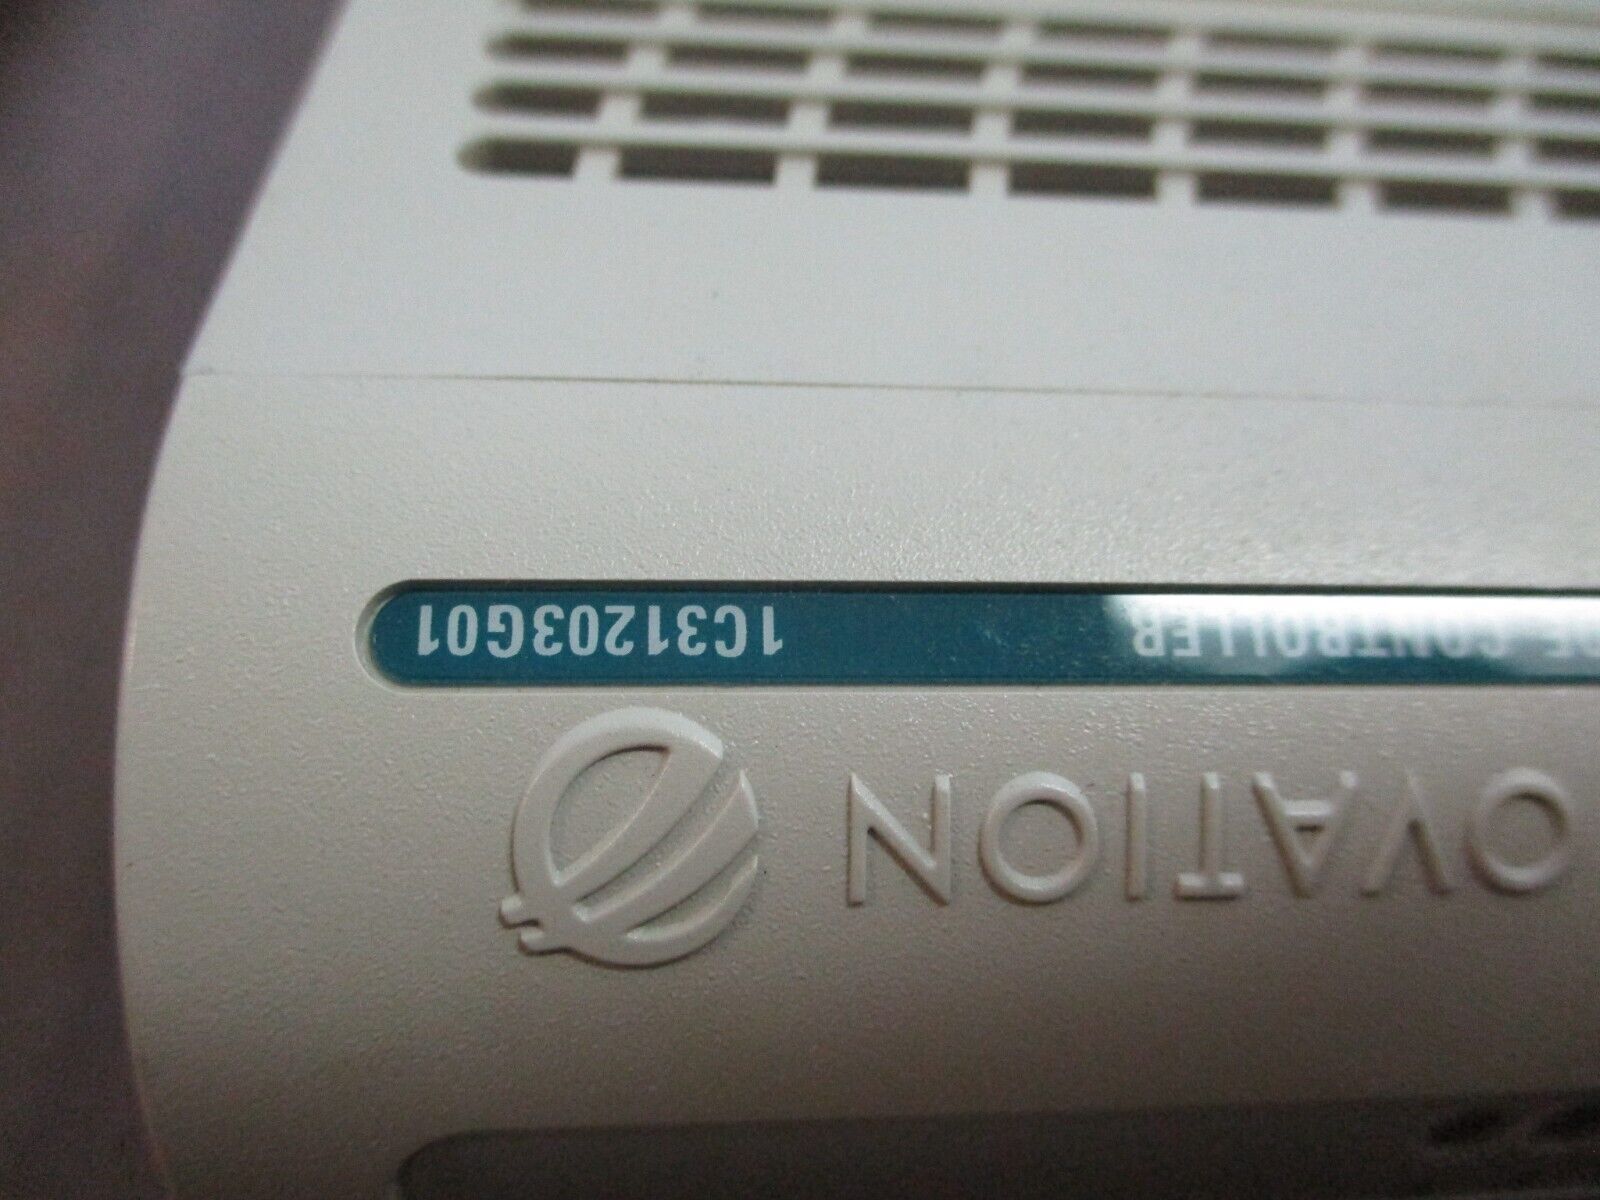 OVATION
CONTROLLER 1C31203G01